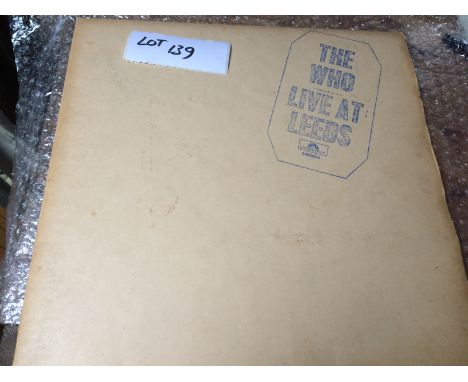 LOT 139
THE
WHO
LIVE AT
LEEDS